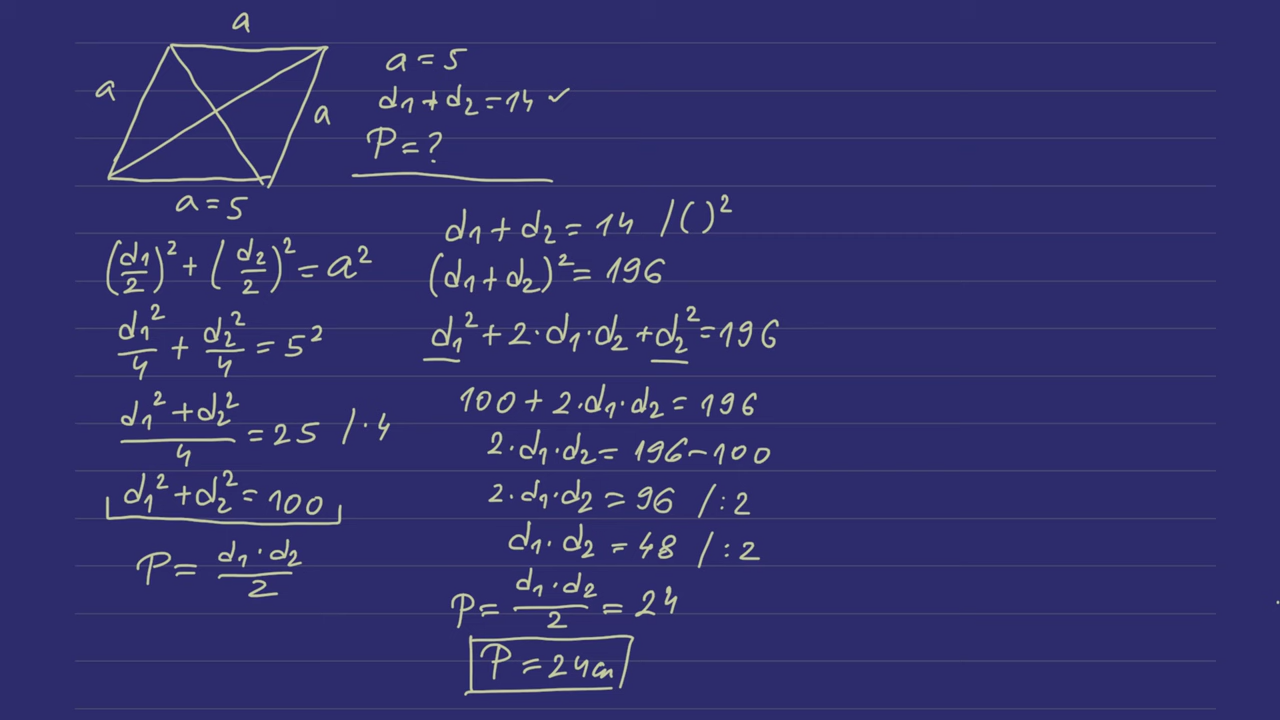 a
a
a
a = 5
a = 5
d₁ + d₂ = 14 ✓
P = ?
(d₁/2)² + (d₂/2)² = a²
d₁²/4 + d₂²/4 = 5²
(d₁² + d₂²)/4 = 25 / · 4
d₁² + d₂² = 100
P = (d₁ · d₂)/2
d₁ + d₂ = 14 /( )²
(d₁ + d₂)² = 196
d₁² + 2 · d₁ · d₂ + d₂² = 196
100 + 2 · d₁ · d₂ = 196
2 · d₁ · d₂ = 196 − 100
2 · d₁ · d₂ = 96 / : 2
d₁ · d₂ = 48 / : 2
P = (d₁ · d₂)/2 = 24
P = 24 cm